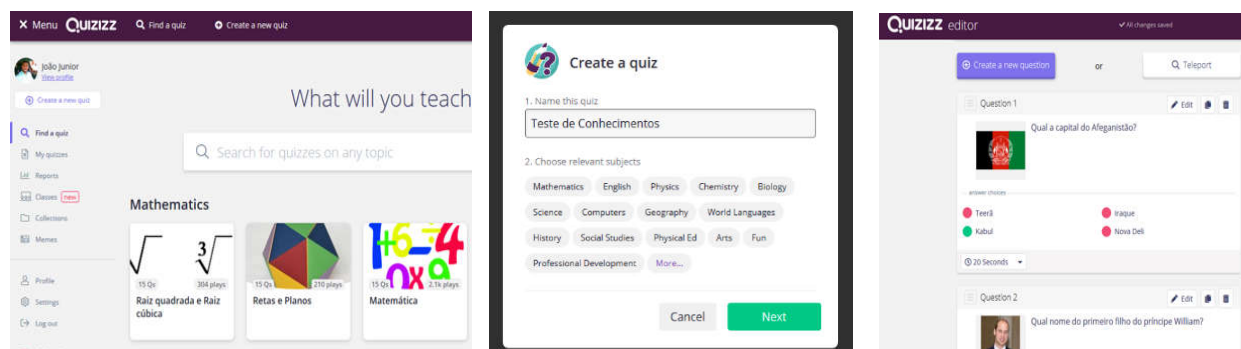 × Menu QUIZIZZ Find a quiz Create a new quiz
João Junior
View profile
Create a new quiz
Find a quiz
My quizzes
Reports
Classes new
Collections
Memes
Profile
Settings
Log out
What will you teach
Search for quizzes on any topic
Mathematics
15 Qs 304 plays
Raiz quadrada e Raiz
cúbica
15 Qs 210 plays
Retas e Planos
15 Qs 2.1k plays
Matemática
Create a quiz
1. Name this quiz
Teste de Conhecimentos
2. Choose relevant subjects
Mathematics English Physics Chemistry Biology
Science Computers Geography World Languages
History Social Studies Physical Ed Arts Fun
Professional Development More...
Cancel Next
QUIZIZZ editor All changes saved
Create a new question or Teleport
Question 1 Edit
Qual a capital do Afeganistão?
answer choices
Teerã Iraque
Kabul Nova Deli
20 Seconds
Question 2 Edit
Qual nome do primeiro filho do príncipe William?